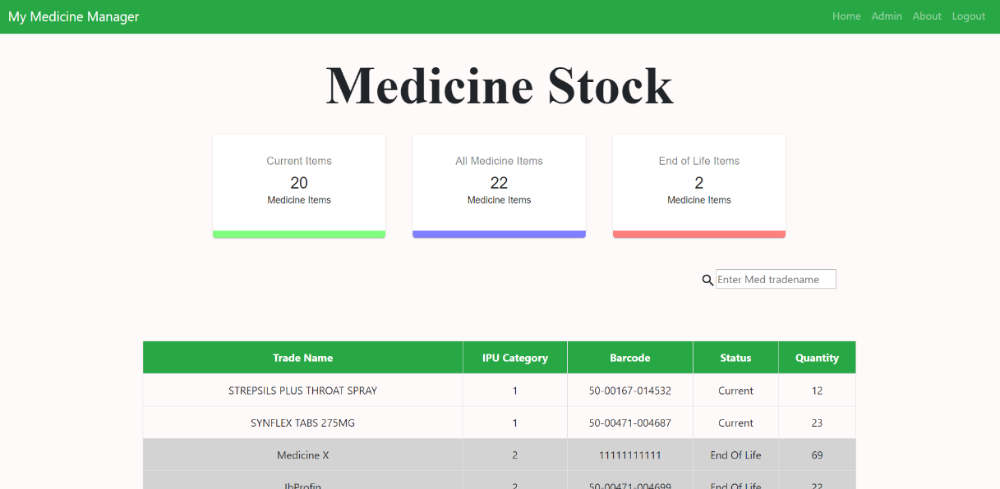 My Medicine Manager Home Admin About Logout
Medicine Stock
Current Items All Medicine Items End of Life Items
20 22 2
Medicine Items Medicine Items Medicine Items
Enter Med tradename
Trade Name IPU Category Barcode Status Quantity
STREPSILS PLUS THROAT SPRAY 1 50-00167-014532 Current 12
SYNFLEX TABS 275MG 1 50-00471-004687 Current 23
Medicine X 2 11111111111 End Of Life 69
IbProfin 2 50-00471-004699 End Of Life 22